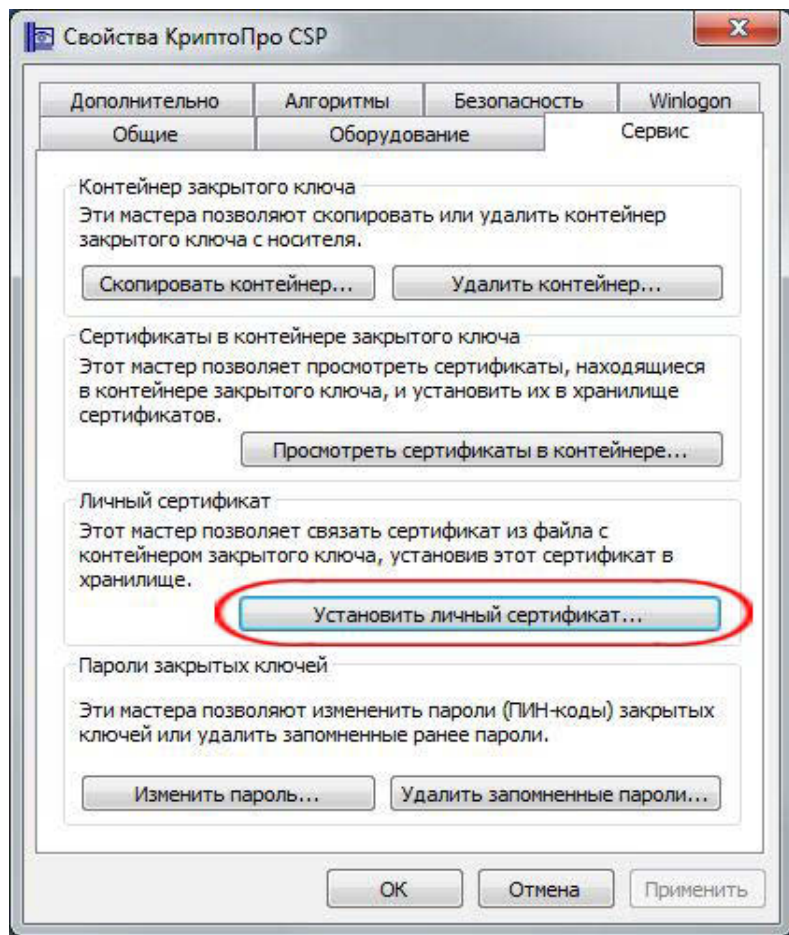 Свойства КриптоПро CSP
Дополнительно Алгоритмы Безопасность Winlogon
Общие Оборудование Сервис
Контейнер закрытого ключа
Эти мастера позволяют скопировать или удалить контейнер
закрытого ключа с носителя.
Скопировать контейнер... Удалить контейнер...
Сертификаты в контейнере закрытого ключа
Этот мастер позволяет просмотреть сертификаты, находящиеся
в контейнере закрытого ключа, и установить их в хранилище
сертификатов.
Просмотреть сертификаты в контейнере...
Личный сертификат
Этот мастер позволяет связать сертификат из файла с
контейнером закрытого ключа, установив этот сертификат в
хранилище.
Установить личный сертификат...
Пароли закрытых ключей
Эти мастера позволяют измененить пароли (ПИН-коды) закрытых
ключей или удалить запомненные ранее пароли.
Изменить пароль... Удалить запомненные пароли...
ОК Отмена Применить